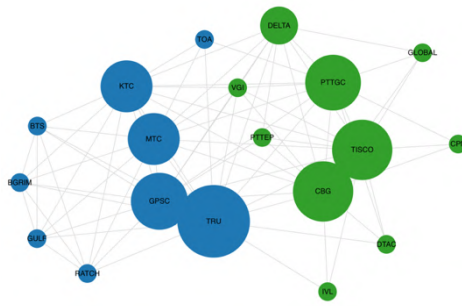 DELTA
TOA
GLOBAL
PTTGC
KTC
VGI
BTS
MTC
PTTEP
TISCO
BGRIM
CBG
GPSC
TRU
GULF
DTAC
RATCH
IVL